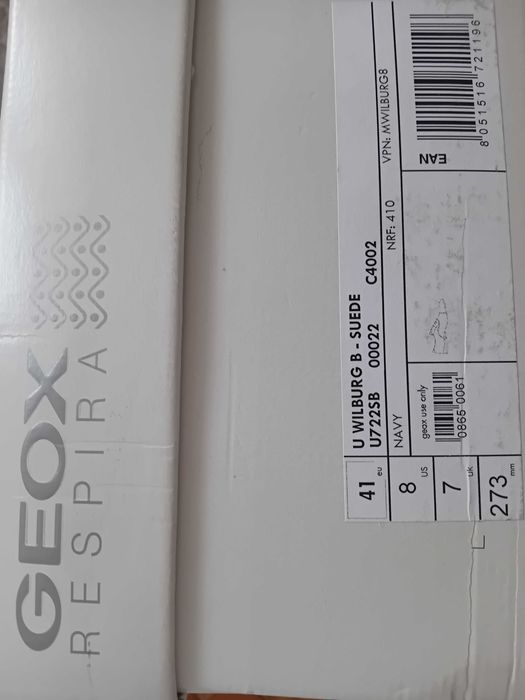 GEOX
RESPIRA
U WILBURG B - SUEDE
U722SB 00022 C4002
NAVY NRF: 410 VPN: MWILBURG8
41 eu
8 US
7 uk
273 mm
geox use only
0865 0061
EAN
8 051516 721196